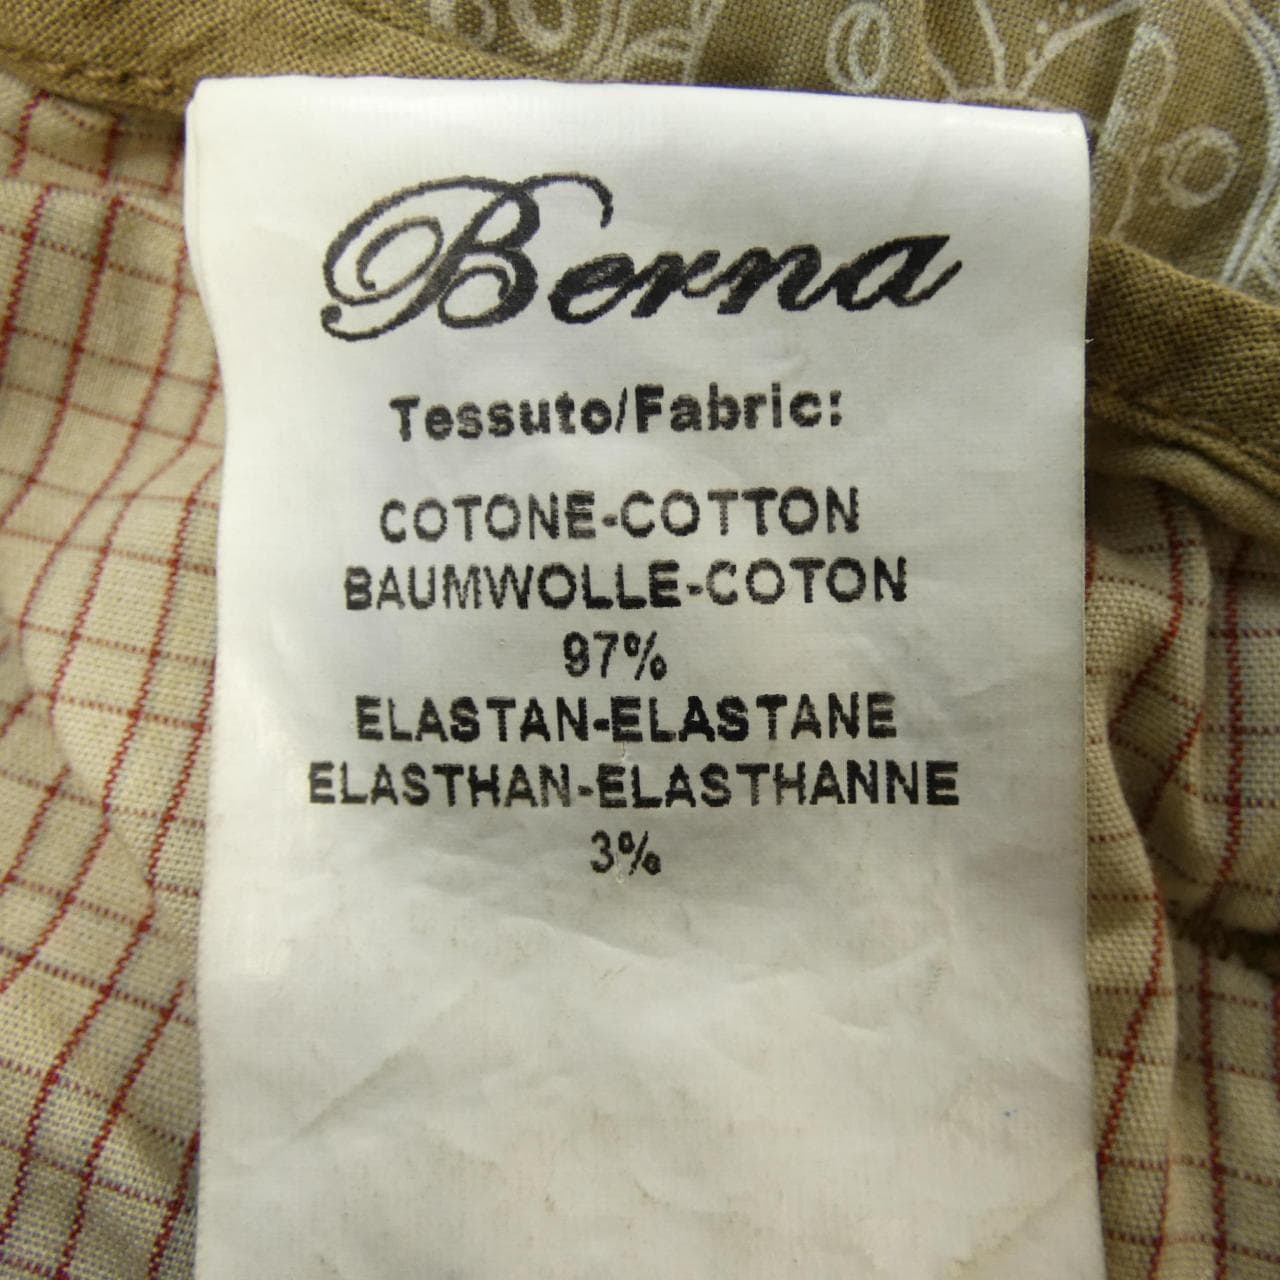 Berna
Tessuto/Fabric:
COTONE-COTTON
BAUMWOLLE-COTON
97%
ELASTAN-ELASTANE
ELASTHAN-ELASTHANNE
3%